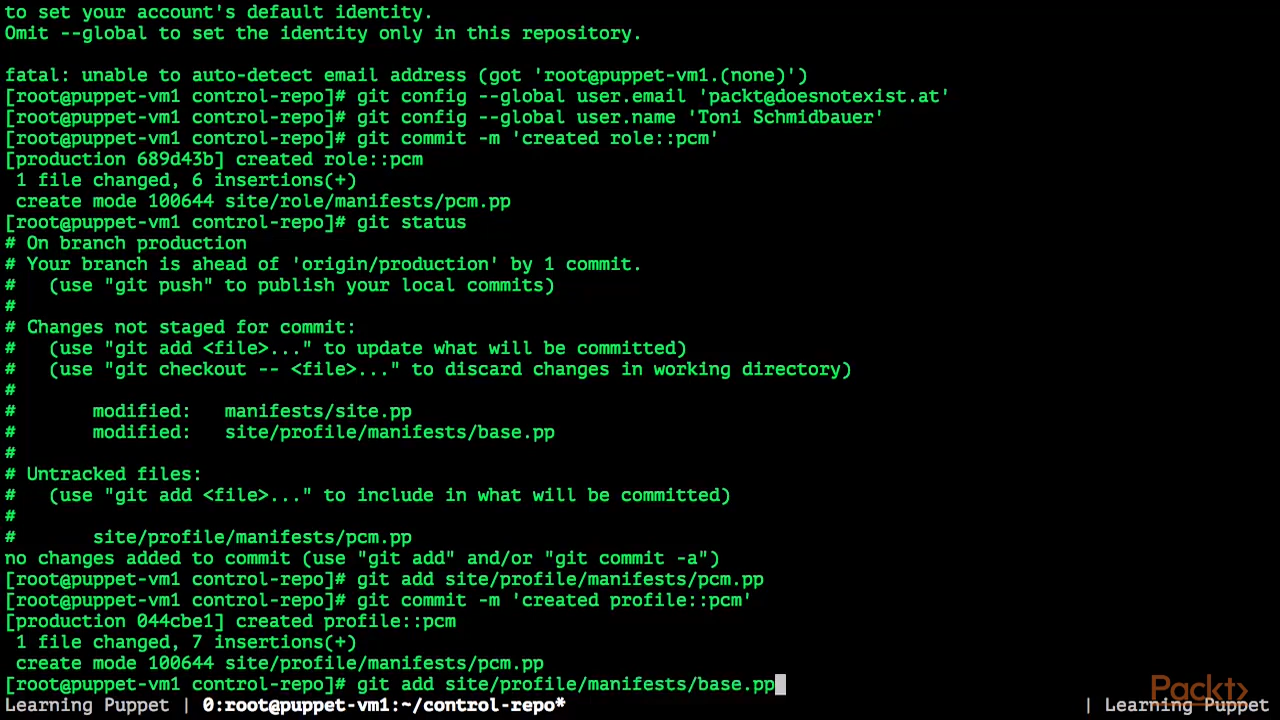 to set your account's default identity.
Omit --global to set the identity only in this repository.
fatal: unable to auto-detect email address (got 'root@puppet-vm1.(none)')
[root@puppet-vm1 control-repo]# git config --global user.email 'packt@doesnotexist.at'
[root@puppet-vm1 control-repo]# git config --global user.name 'Toni Schmidbauer'
[root@puppet-vm1 control-repo]# git commit -m 'created role::pcm'
[production 689d43b] created role::pcm
 1 file changed, 6 insertions(+)
 create mode 100644 site/role/manifests/pcm.pp
[root@puppet-vm1 control-repo]# git status
# On branch production
# Your branch is ahead of 'origin/production' by 1 commit.
#   (use "git push" to publish your local commits)
#
# Changes not staged for commit:
#   (use "git add <file>..." to update what will be committed)
#   (use "git checkout -- <file>..." to discard changes in working directory)
#
#       modified:   manifests/site.pp
#       modified:   site/profile/manifests/base.pp
#
# Untracked files:
#   (use "git add <file>..." to include in what will be committed)
#
#       site/profile/manifests/pcm.pp
no changes added to commit (use "git add" and/or "git commit -a")
[root@puppet-vm1 control-repo]# git add site/profile/manifests/pcm.pp
[root@puppet-vm1 control-repo]# git commit -m 'created profile::pcm'
[production 044cbe1] created profile::pcm
 1 file changed, 7 insertions(+)
 create mode 100644 site/profile/manifests/pcm.pp
[root@puppet-vm1 control-repo]# git add site/profile/manifests/base.pp
Packt>
Learning Puppet | 0:root@puppet-vm1:~/control-repo* | Learning Puppet